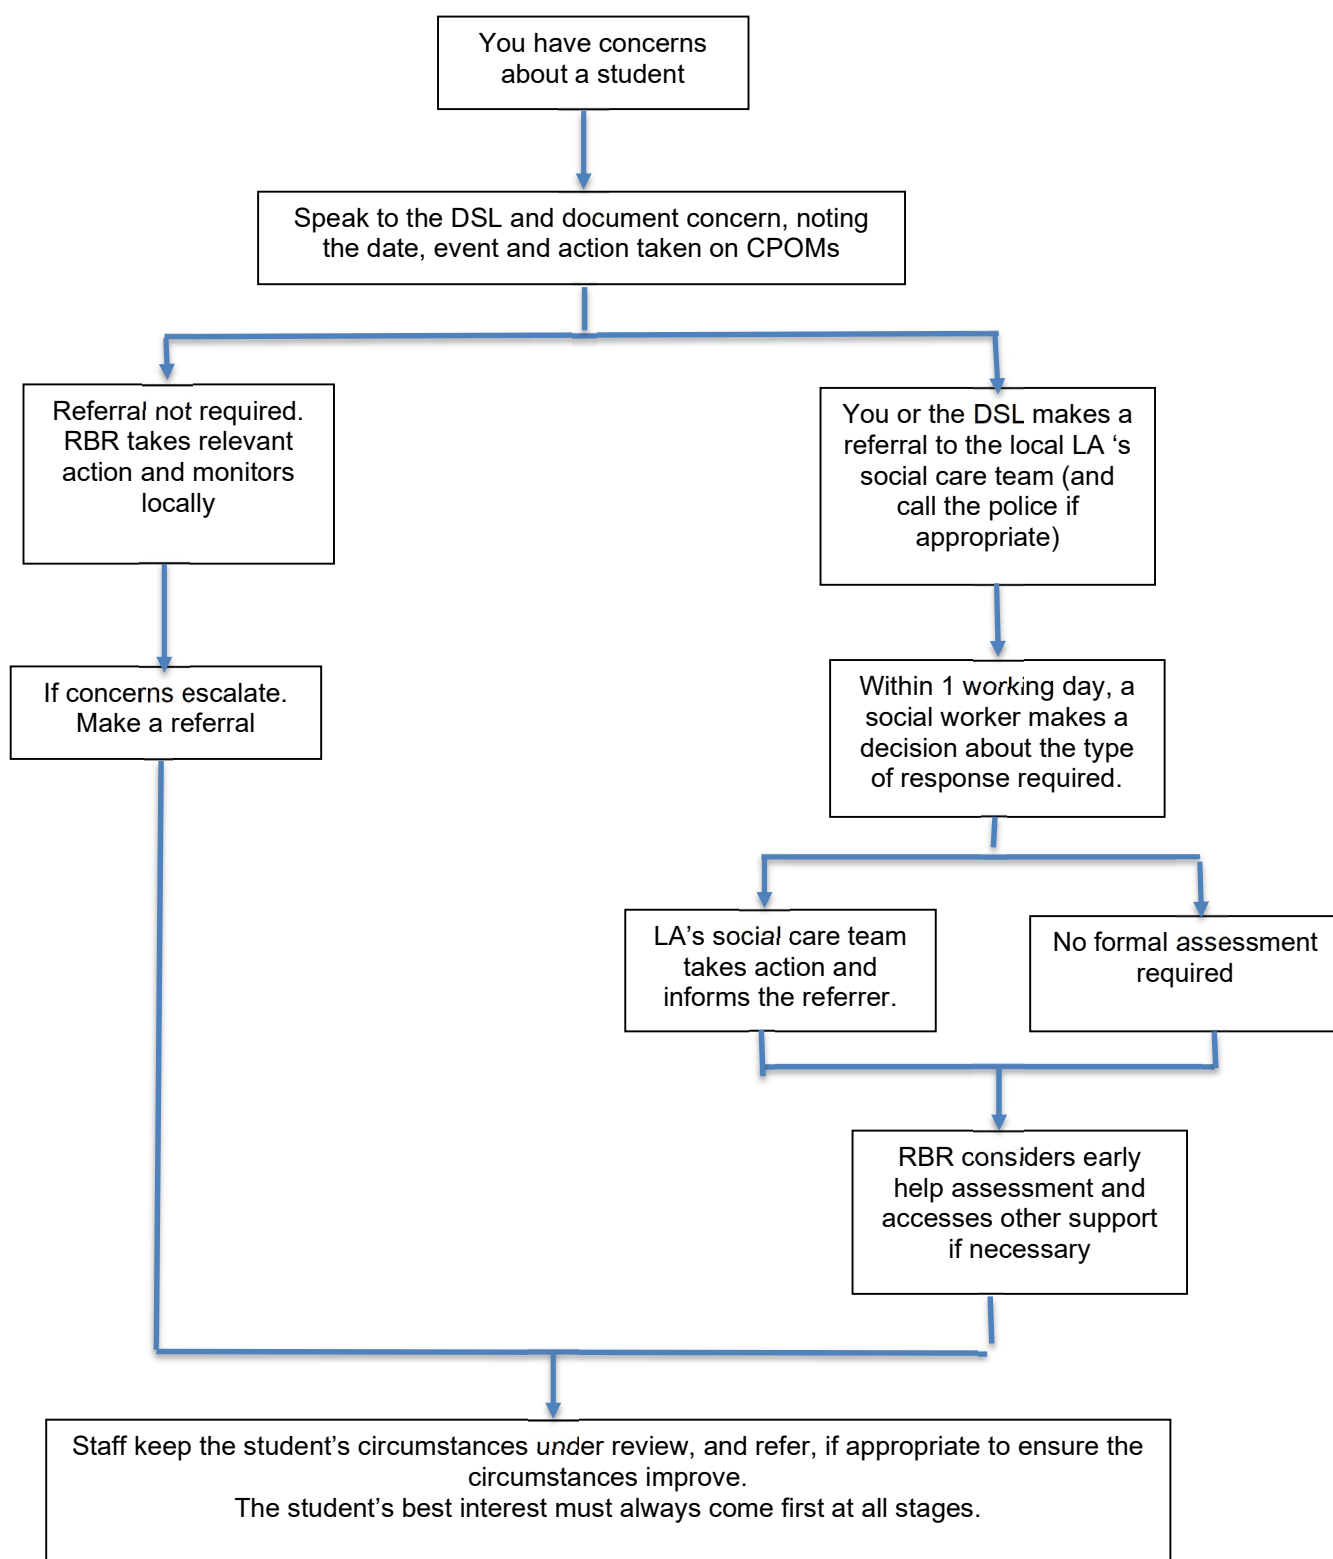 You have concerns
about a student
Speak to the DSL and document concern, noting
the date, event and action taken on CPOMs
Referral not required.
RBR takes relevant
action and monitors
locally
You or the DSL makes a
referral to the local LA ‘s
social care team (and
call the police if
appropriate)
If concerns escalate.
Make a referral
Within 1 working day, a
social worker makes a
decision about the type
of response required.
LA’s social care team
takes action and
informs the referrer.
No formal assessment
required
RBR considers early
help assessment and
accesses other support
if necessary
Staff keep the student’s circumstances under review, and refer, if appropriate to ensure the
circumstances improve.
The student’s best interest must always come first at all stages.